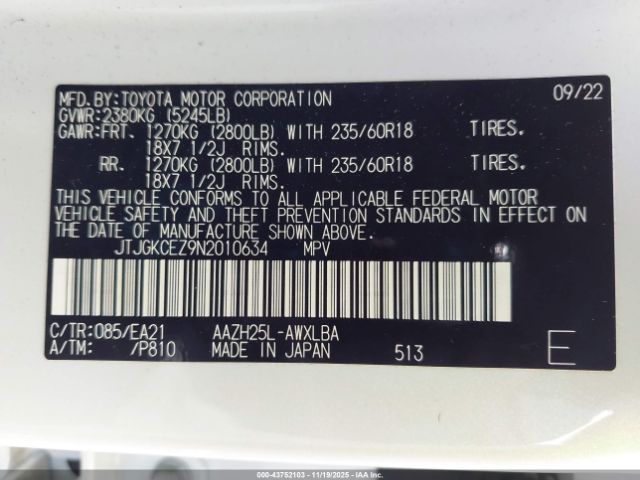 MFD.BY:TOYOTA MOTOR CORPORATION 09/22
GVWR:2380KG (5245LB)
GAWR:FRT. 1270KG (2800LB) WITH 235/60R18 TIRES.
18X7 1/2J RIMS.
RR. 1270KG (2800LB) WITH 235/60R18 TIRES.
18X7 1/2J RIMS.
THIS VEHICLE CONFORMS TO ALL APPLICABLE FEDERAL MOTOR
VEHICLE SAFETY AND THEFT PREVENTION STANDARDS IN EFFECT ON
THE DATE OF MANUFACTURE SHOWN ABOVE.
JTJGKCEZ9N2010634 MPV
C/TR:085/EA21 AAZH25L-AWXLBA
A/TM: /P810 MADE IN JAPAN 513 E
000-43752103 - 11/19/2025 - IAA, Inc.